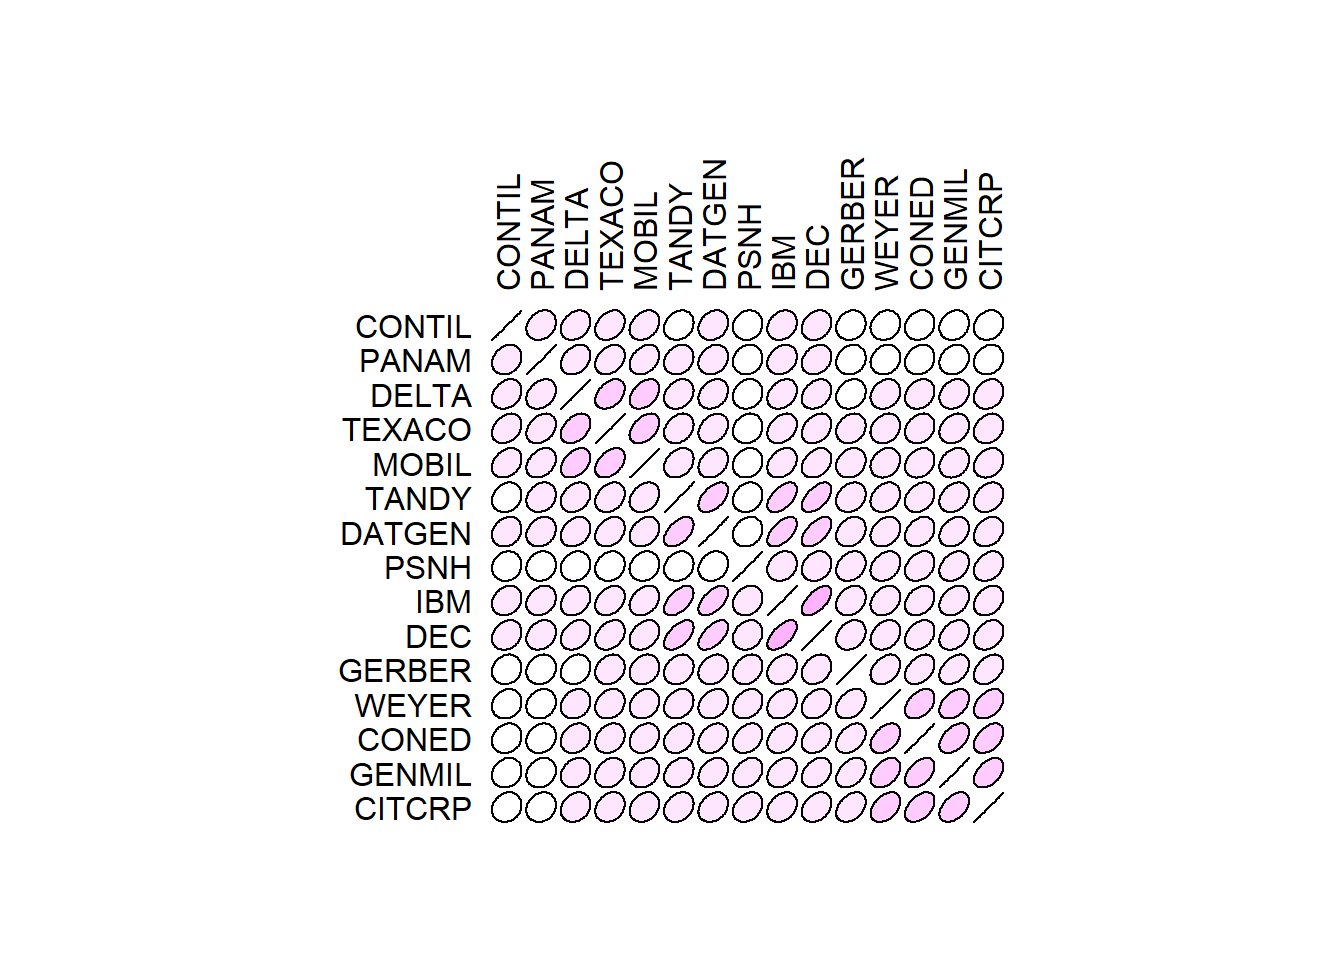 CONTIL
PANAM
DELTA
TEXACO
MOBIL
TANDY
DATGEN
PSNH
IBM
DEC
GERBER
WEYER
CONED
GENMIL
CITCRP
CONTIL
PANAM
DELTA
TEXACO
MOBIL
TANDY
DATGEN
PSNH
IBM
DEC
GERBER
WEYER
CONED
GENMIL
CITCRP